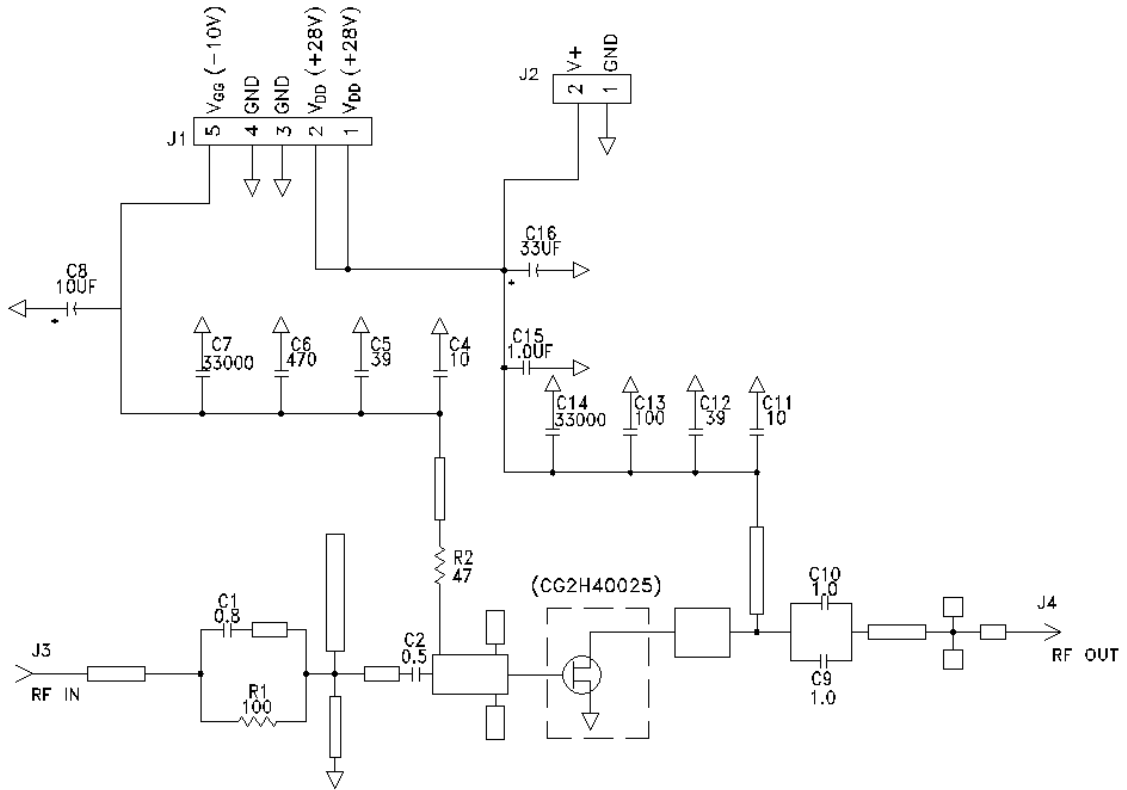 VGG (-10V)
GND
GND
VDD (+28V)
VDD (+28V)
J1
5
4
3
2
1
J2
V+
GND
2
1
C8
10UF
+
C16
33UF
+
C15
1.0UF
C7
33000
C6
470
C5
39
C4
10
C14
33000
C13
100
C12
39
C11
10
R2
47
(CG2H40025)
C1
0.8
C2
0.5
C10
1.0
J3
RF IN
R1
100
C9
1.0
J4
RF OUT